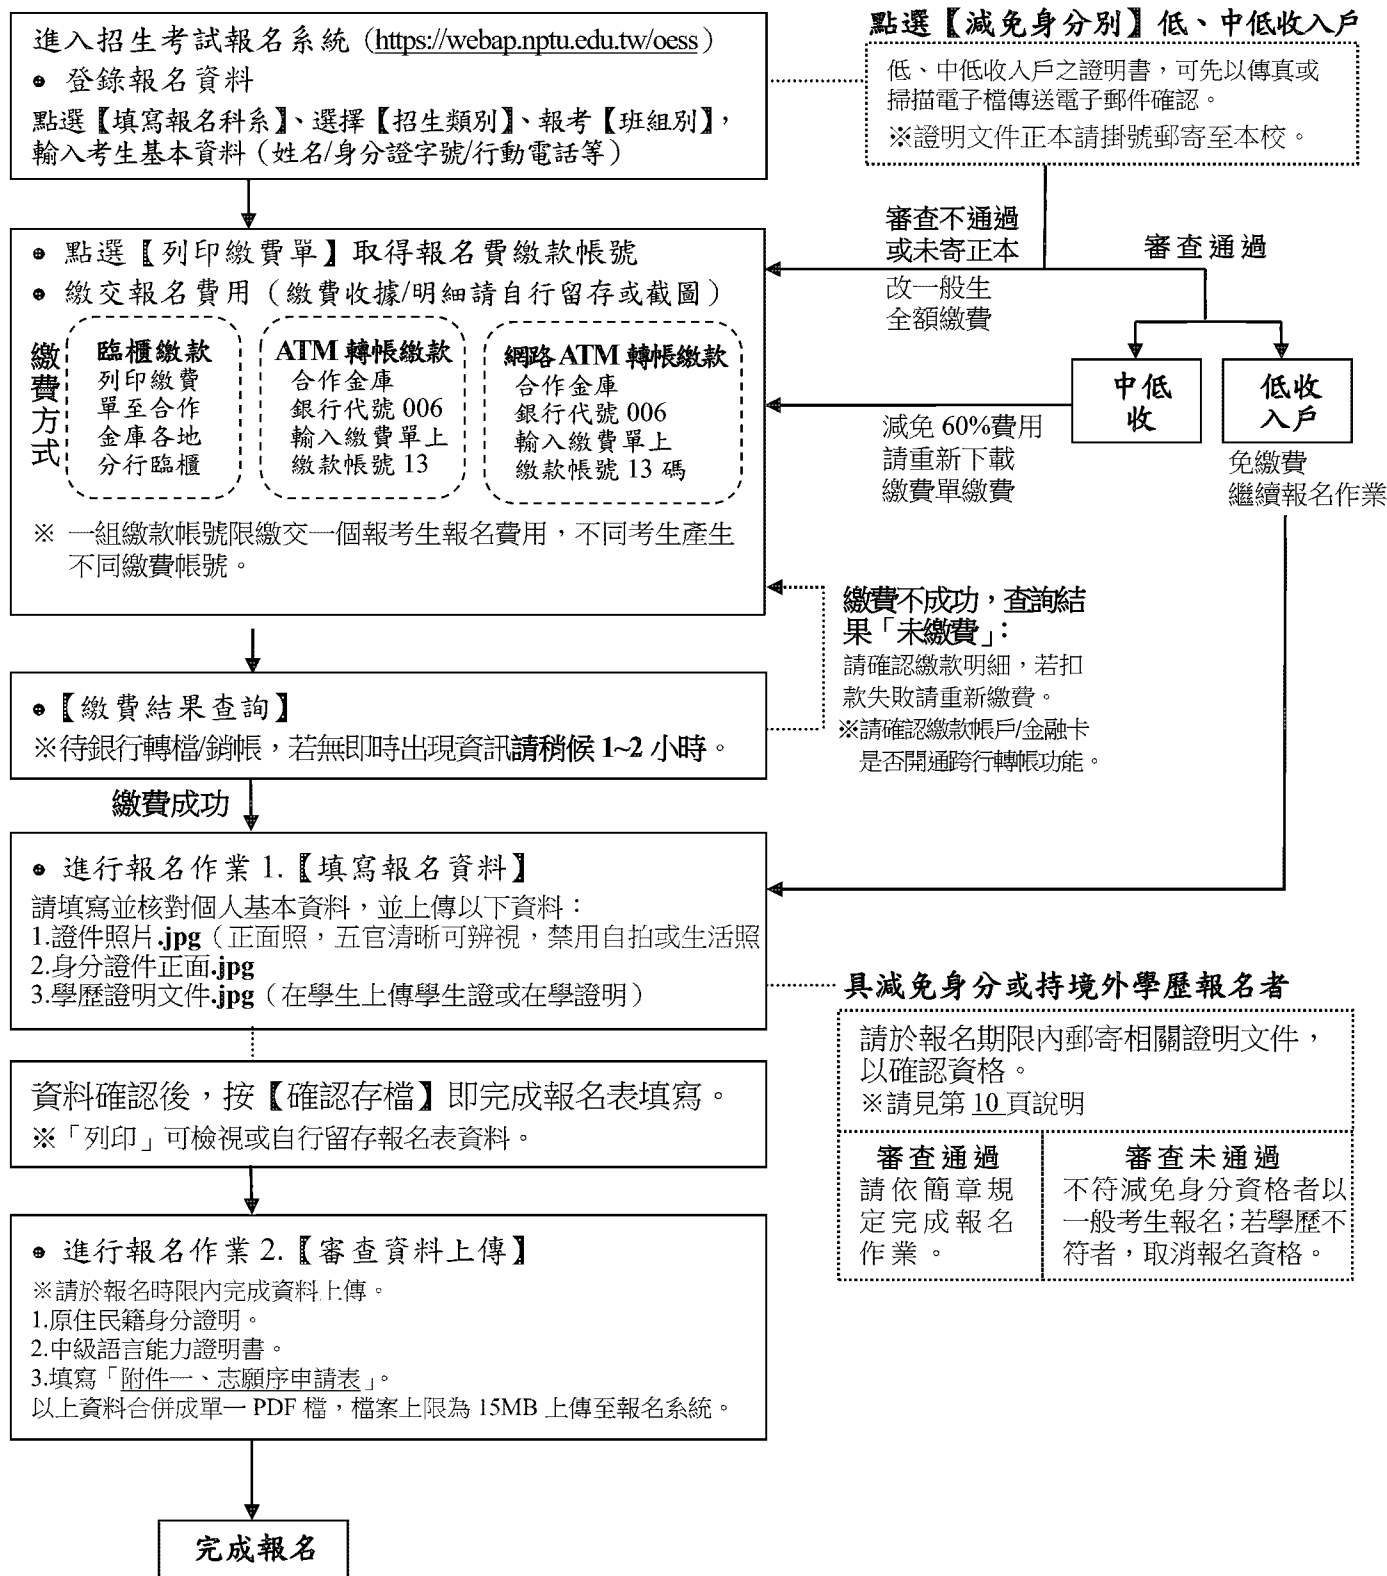 進入招生考試報名系統（https://webap.nptu.edu.tw/oess）
● 登錄報名資料
點選【填寫報名科系】、選擇【招生類別】、報考【班組別】，
輸入考生基本資料（姓名/身分證字號/行動電話等）
點選【減免身分別】低、中低收入戶
低、中低收入戶之證明書，可先以傳真或
掃描電子檔傳送電子郵件確認。
※證明文件正本請掛號郵寄至本校。
審查不通過
或未寄正本
改一般生
全額繳費
審查通過
中低
收
低收
入戶
減免 60%費用
請重新下載
繳費單繳費
免繳費
繼續報名作業
● 點選【列印繳費單】取得報名費繳款帳號
● 繳交報名費用（繳費收據/明細請自行留存或截圖）
繳費方式
臨櫃繳款
列印繳費
單至合作
金庫各地
分行臨櫃
ATM 轉帳繳款
合作金庫
銀行代號 006
輸入繳費單上
繳款帳號 13
網路 ATM 轉帳繳款
合作金庫
銀行代號 006
輸入繳費單上
繳款帳號 13 碼
※ 一組繳款帳號限繳交一個報考生報名費用，不同考生產生
不同繳費帳號。
繳費不成功，查詢結
果「未繳費」：
請確認繳款明細，若扣
款失敗請重新繳費。
※請確認繳款帳戶/金融卡
是否開通跨行轉帳功能。
●【繳費結果查詢】
※待銀行轉檔/銷帳，若無即時出現資訊請稍候 1~2 小時。
繳費成功
● 進行報名作業 1.【填寫報名資料】
請填寫並核對個人基本資料，並上傳以下資料：
1.證件照片.jpg（正面照，五官清晰可辨視，禁用自拍或生活照
2.身分證件正面.jpg
3.學歷證明文件.jpg（在學生上傳學生證或在學證明）
資料確認後，按【確認存檔】即完成報名表填寫。
※「列印」可檢視或自行留存報名表資料。
具減免身分或持境外學歷報名者
請於報名期限內郵寄相關證明文件，
以確認資格。
※請見第 10 頁說明
審查通過
請依簡章規
定完成報名
作業。
審查未通過
不符減免身分資格者以
一般考生報名；若學歷不
符者，取消報名資格。
● 進行報名作業 2.【審查資料上傳】
※請於報名時限內完成資料上傳。
1.原住民籍身分證明。
2.中級語言能力證明書。
3.填寫「附件一、志願序申請表」。
以上資料合併成單一 PDF 檔，檔案上限為 15MB 上傳至報名系統。
完成報名